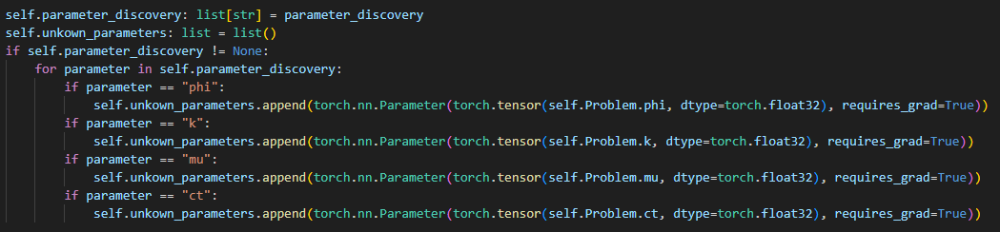 self.parameter_discovery: list[str] = parameter_discovery
self.unkown_parameters: list = list()
if self.parameter_discovery != None:
    for parameter in self.parameter_discovery:
        if parameter == "phi":
            self.unkown_parameters.append(torch.nn.Parameter(torch.tensor(self.Problem.phi, dtype=torch.float32), requires_grad=True))
        if parameter == "k":
            self.unkown_parameters.append(torch.nn.Parameter(torch.tensor(self.Problem.k, dtype=torch.float32), requires_grad=True))
        if parameter == "mu":
            self.unkown_parameters.append(torch.nn.Parameter(torch.tensor(self.Problem.mu, dtype=torch.float32), requires_grad=True))
        if parameter == "ct":
            self.unkown_parameters.append(torch.nn.Parameter(torch.tensor(self.Problem.ct, dtype=torch.float32), requires_grad=True))